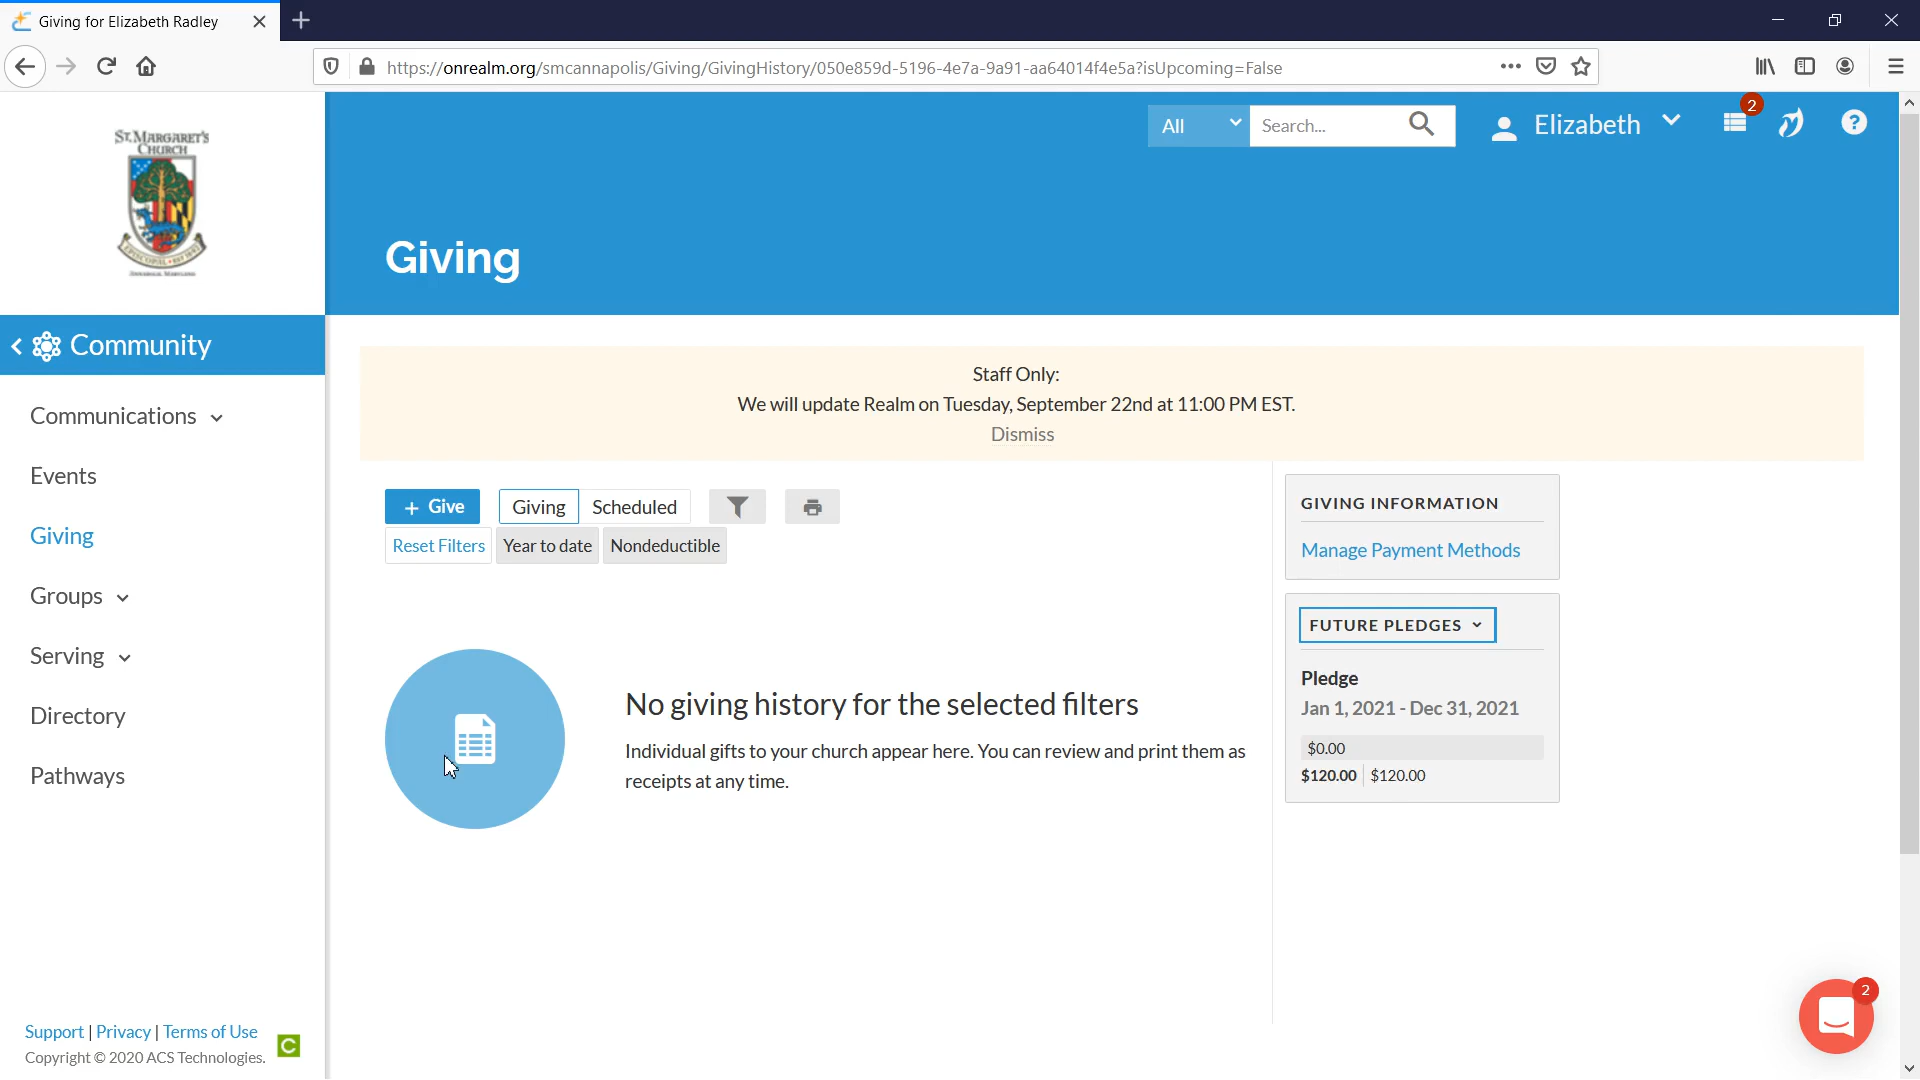 Giving for Elizabeth Radley
https://onrealm.org/smcannapolis/Giving/GivingHistory/050e859d-5196-4e7a-9a91-aa64014f4e5a?isUpcoming=False
St. Margaret's
Church
All
Search...
Elizabeth
2
Giving
Community
Communications
Events
Giving
Groups
Serving
Directory
Pathways
Staff Only:
We will update Realm on Tuesday, September 22nd at 11:00 PM EST.
Dismiss
+ Give
Giving
Scheduled
Reset Filters
Year to date
Nondeductible
No giving history for the selected filters
Individual gifts to your church appear here. You can review and print them as
receipts at any time.
GIVING INFORMATION
Manage Payment Methods
FUTURE PLEDGES
Pledge
Jan 1, 2021 - Dec 31, 2021
$0.00
$120.00 | $120.00
2
Support | Privacy | Terms of Use
Copyright © 2020 ACS Technologies.
C